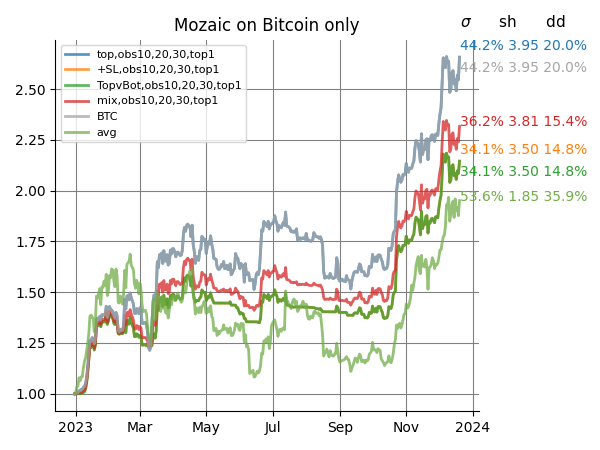 Mozaic on Bitcoin only
σ sh dd
top,obs10,20,30,top1
+SL,obs10,20,30,top1
TopvBot,obs10,20,30,top1
mix,obs10,20,30,top1
BTC
avg
44.2% 3.95 20.0%
44.2% 3.95 20.0%
36.2% 3.81 15.4%
34.1% 3.50 14.8%
34.1% 3.50 14.8%
53.6% 1.85 35.9%
2.50
2.25
2.00
1.75
1.50
1.25
1.00
2023 Mar May Jul Sep Nov 2024